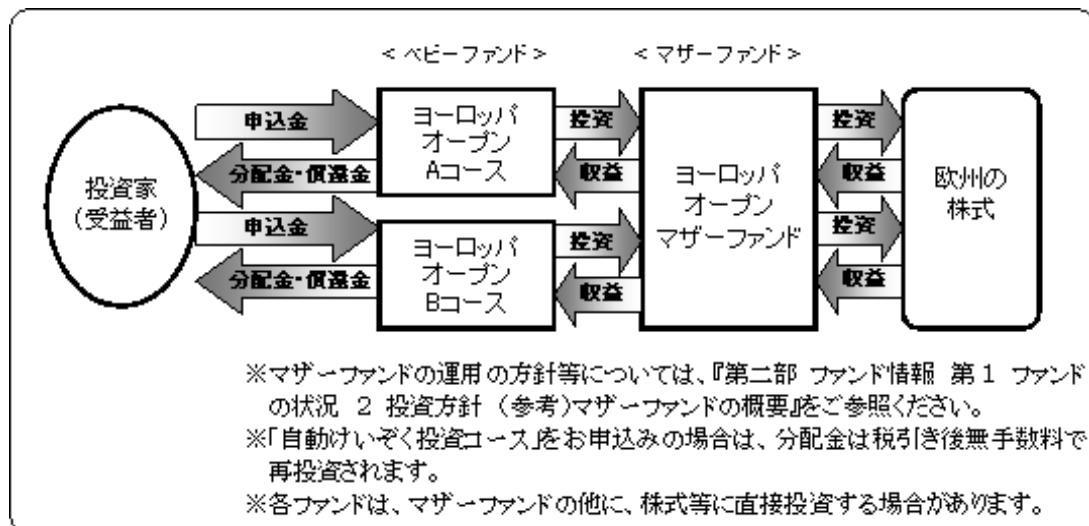 ＜ベビーファンド＞
＜マザーファンド＞
投資家
（受益者）
申込金
分配金・償還金
申込金
分配金・償還金
ヨーロッパ
オープン
Aコース
ヨーロッパ
オープン
Bコース
投資
収益
投資
収益
ヨーロッパ
オープン
マザーファンド
投資
収益
投資
収益
欧州の
株式
※マザーファンドの運用の方針等については、『第二部 ファンド情報 第１ ファンド
の状況 ２ 投資方針 （参考）マザーファンドの概要』をご参照ください。
※「自動けいぞく投資コース」をお申込みの場合は、分配金は税引き後無手数料で
再投資されます。
※各ファンドは、マザーファンドの他に、株式等に直接投資する場合があります。